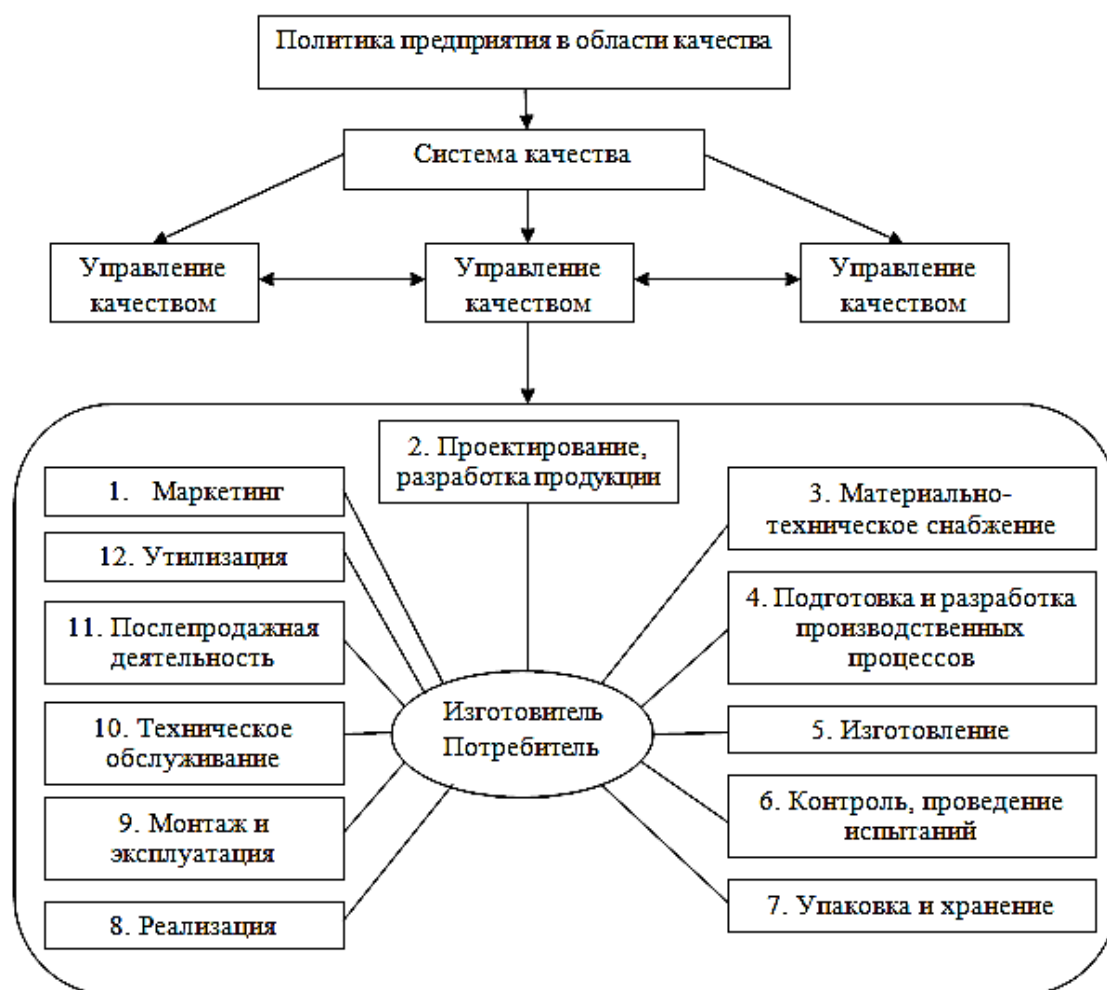 Политика предприятия в области качества
Система качества
Управление
качеством
Управление
качеством
Управление
качеством
2. Проектирование,
разработка продукции
1. Маркетинг
12. Утилизация
11. Послепродажная
деятельность
10. Техническое
обслуживание
9. Монтаж и
эксплуатация
8. Реализация
Изготовитель
Потребитель
3. Материально-
техническое снабжение
4. Подготовка и разработка
производственных
процессов
5. Изготовление
6. Контроль, проведение
испытаний
7. Упаковка и хранение